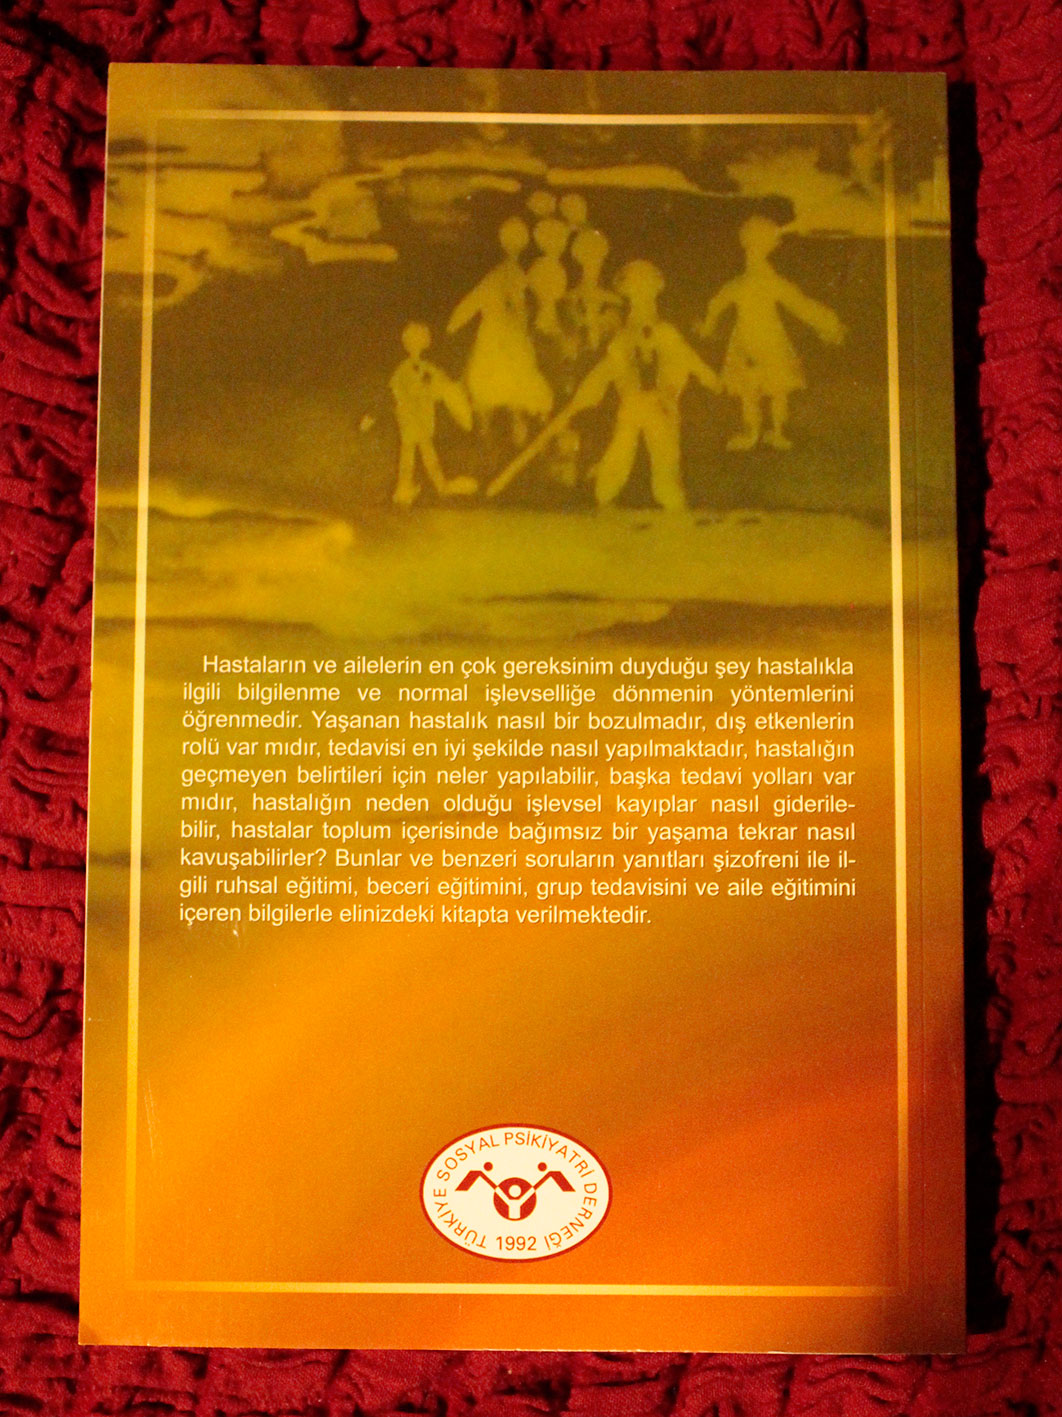 Hastaların ve ailelerin en çok gereksinim duyduğu şey hastalıkla
ilgili bilgilenme ve normal işlevselliğe dönmenin yöntemlerini
öğrenmedir. Yaşanan hastalık nasıl bir bozulmadır, dış etkenlerin
rolü var mıdır, tedavisi en iyi şekilde nasıl yapılmaktadır, hastalığın
geçmeyen belirtileri için neler yapılabilir, başka tedavi yolları var
mıdır, hastalığın neden olduğu işlevsel kayıplar nasıl giderile-
bilir, hastalar toplum içerisinde bağımsız bir yaşama tekrar nasıl
kavuşabilirler? Bunlar ve benzeri soruların yanıtları şizofreni ile il-
gili ruhsal eğitimi, beceri eğitimini, grup tedavisini ve aile eğitimini
içeren bilgilerle elinizdeki kitapta verilmektedir.
TÜRKİYE SOSYAL PSİKİYATRİ DERNEĞİ
1992